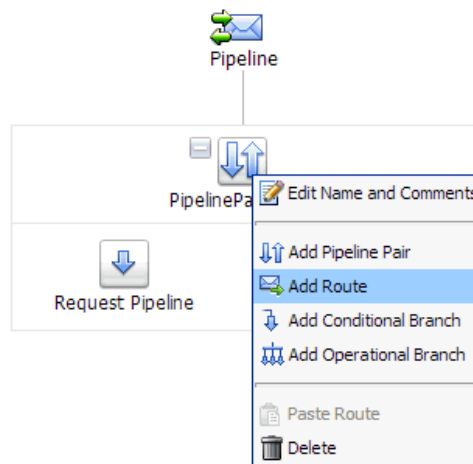 Pipeline
PipelinePa
Edit Name and Comments
Add Pipeline Pair
Add Route
Request Pipeline
Add Conditional Branch
Add Operational Branch
Paste Route
Delete